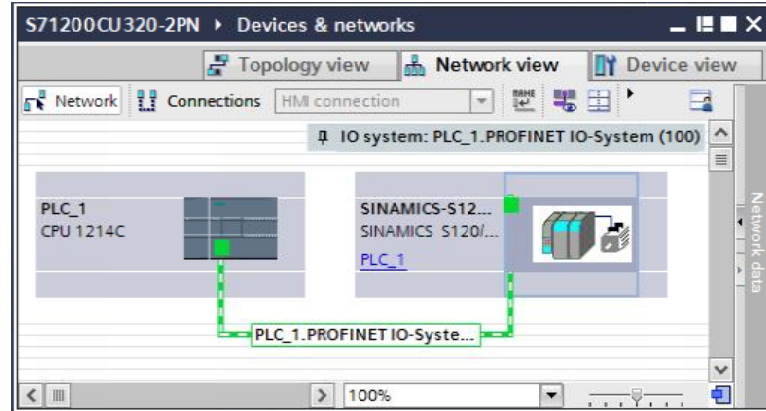 S71200CU320-2PN ▸ Devices & networks
Topology view Network view Device view
Network Connections HMI connection
IO system: PLC_1.PROFINET IO-System (100)
PLC_1
CPU 1214C
SINAMICS-S12...
SINAMICS S120/...
PLC_1
PLC_1.PROFINET IO-Syste...
Network data
100%